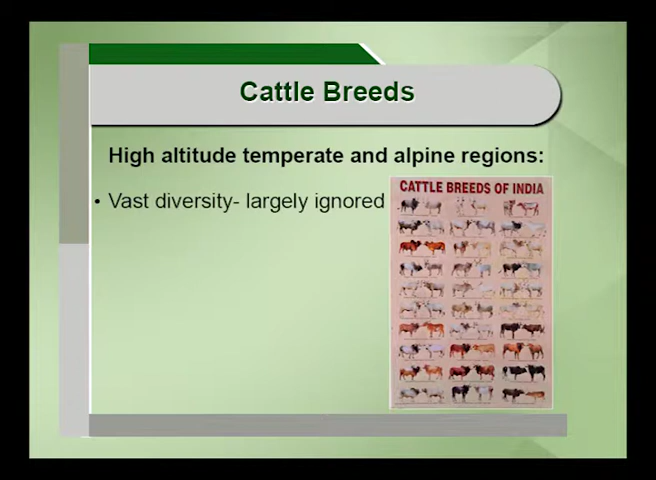 Cattle Breeds
High altitude temperate and alpine regions:
• Vast diversity- largely ignored
CATTLE BREEDS OF INDIA